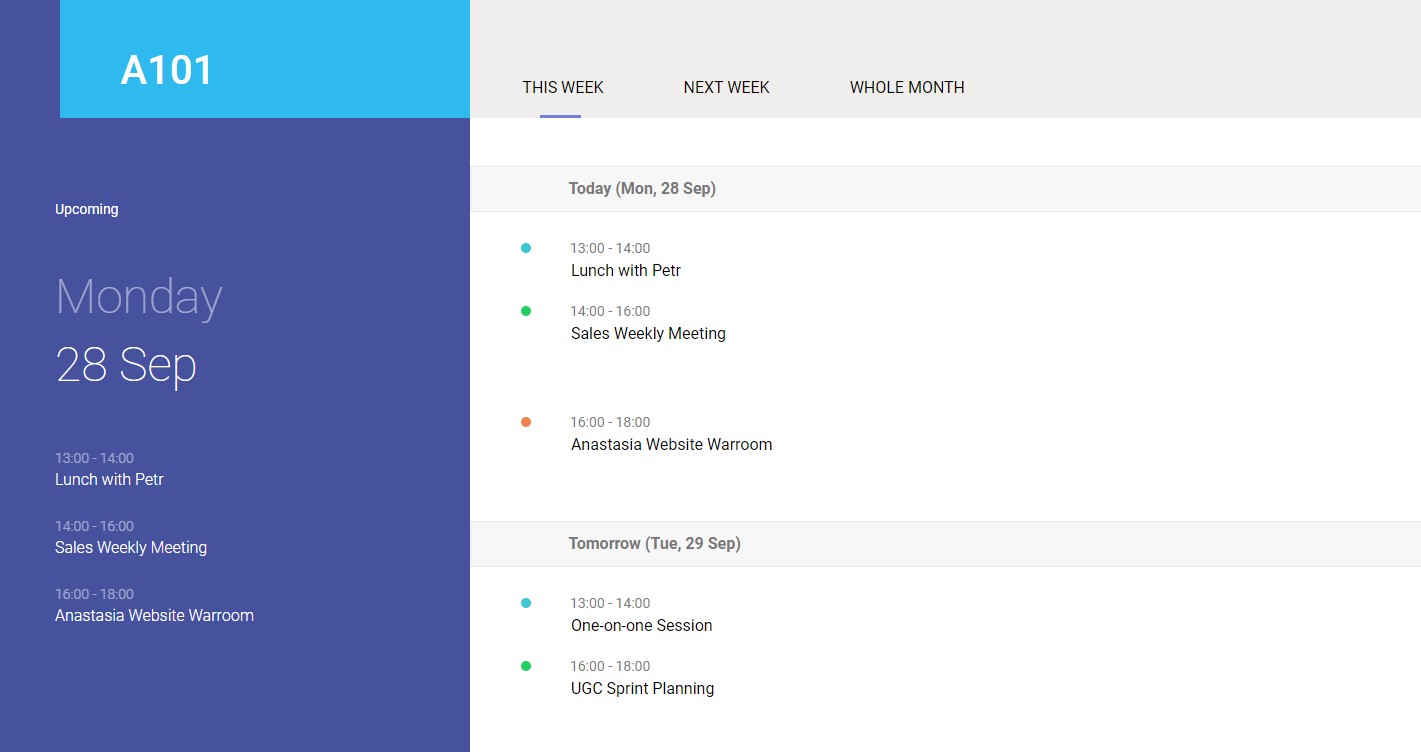 A101
Upcoming
Monday
28 Sep
13:00 - 14:00
Lunch with Petr
14:00 - 16:00
Sales Weekly Meeting
16:00 - 18:00
Anastasia Website Warroom
THIS WEEK NEXT WEEK WHOLE MONTH
Today (Mon, 28 Sep)
13:00 - 14:00
Lunch with Petr
14:00 - 16:00
Sales Weekly Meeting
16:00 - 18:00
Anastasia Website Warroom
Tomorrow (Tue, 29 Sep)
13:00 - 14:00
One-on-one Session
16:00 - 18:00
UGC Sprint Planning